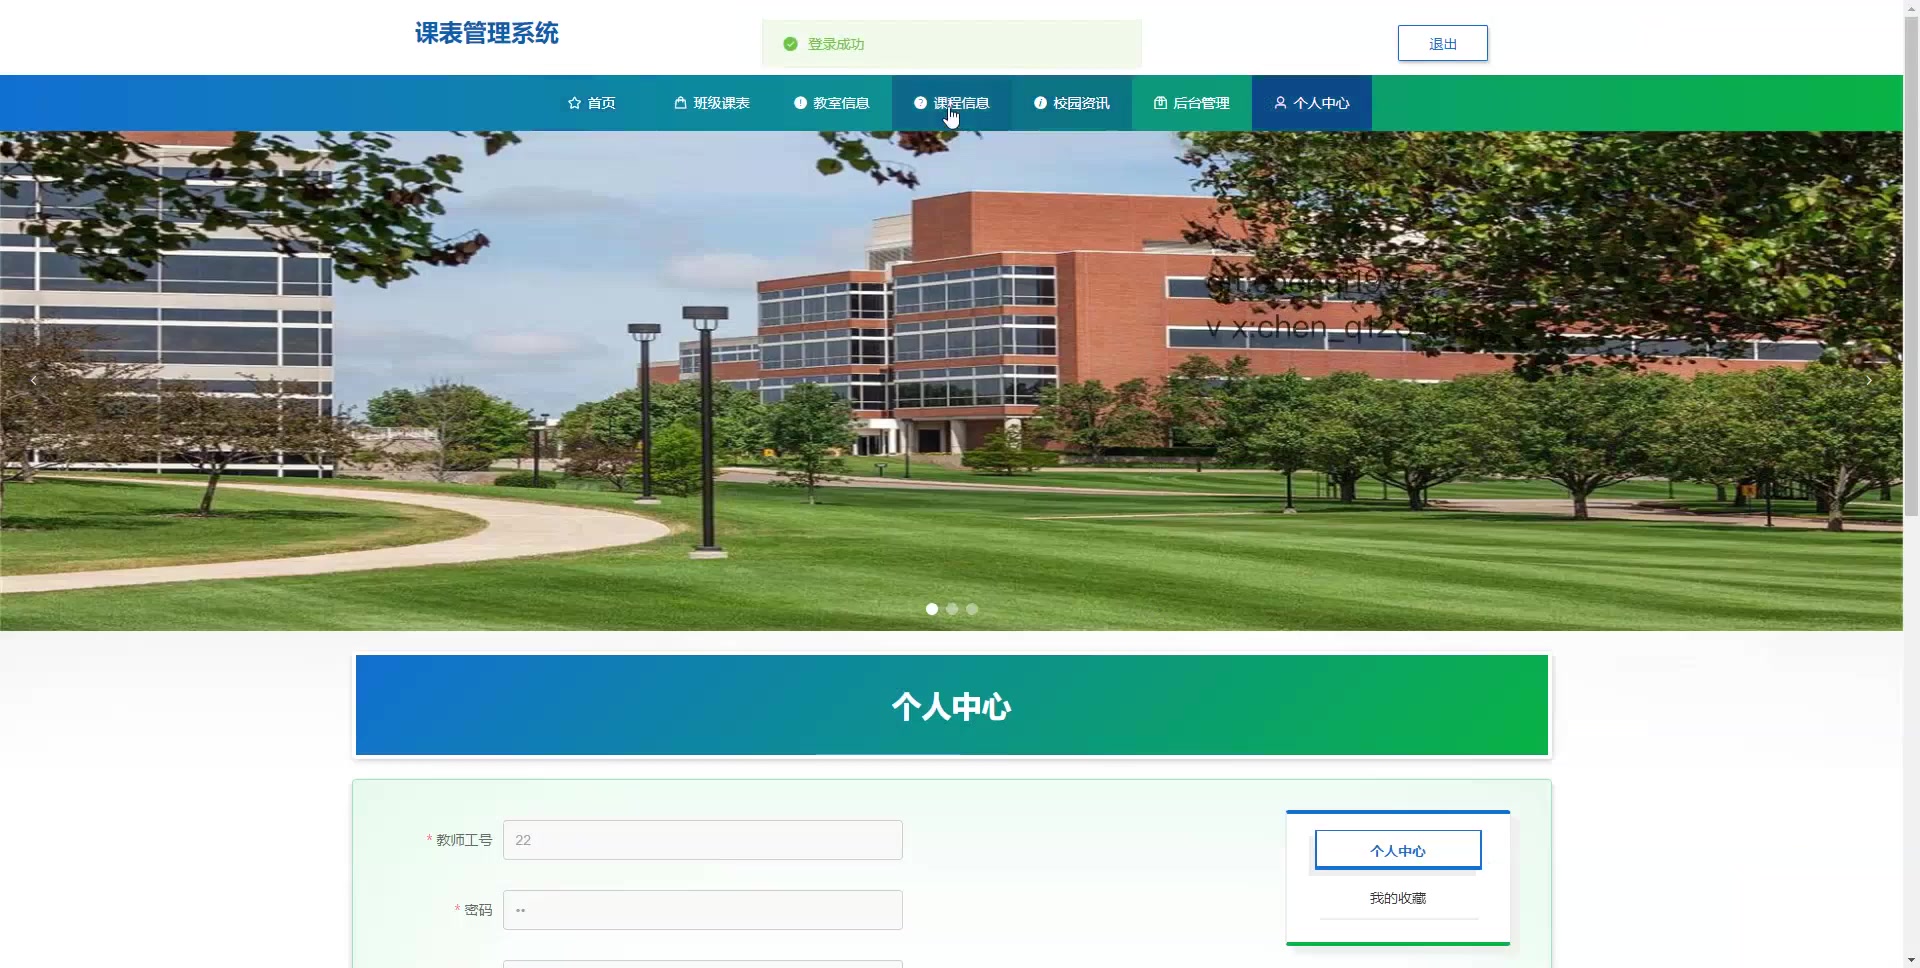 课表管理系统
登录成功
退出
首页
班级课表
教室信息
课程信息
校园资讯
后台管理
个人中心
个人中心
* 教师工号
22
* 密码
个人中心
我的收藏